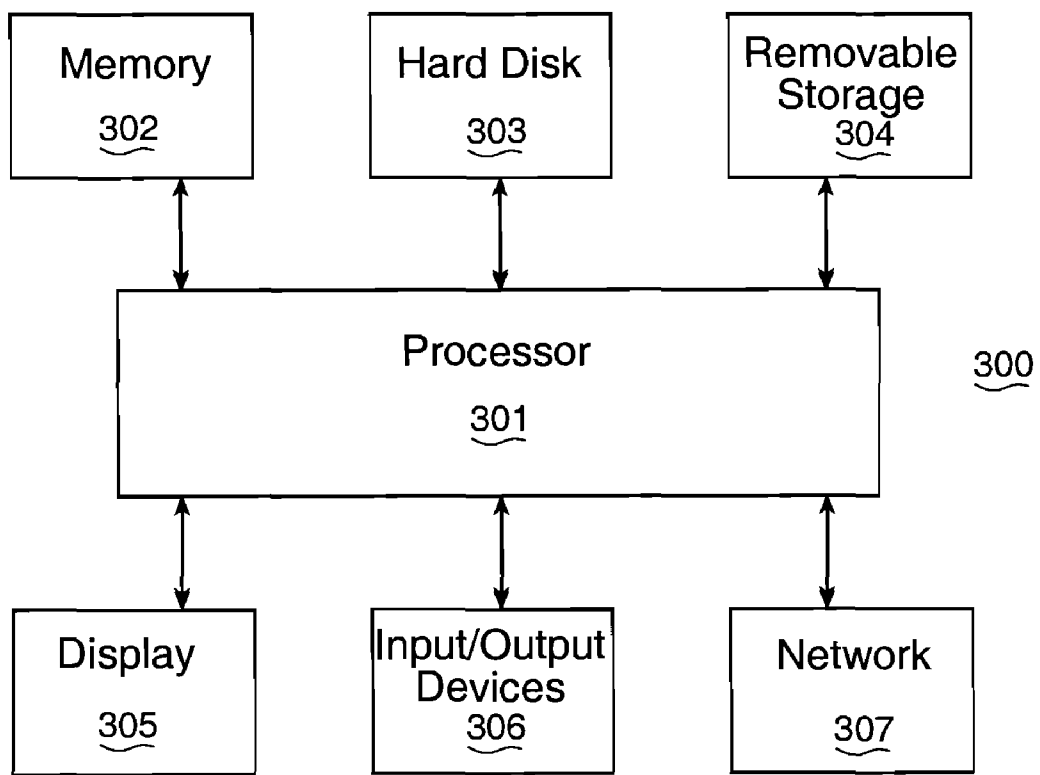 Memory
302
Hard Disk
303
Removable
Storage
304
Processor
301
300
Display
305
Input/Output
Devices
306
Network
307